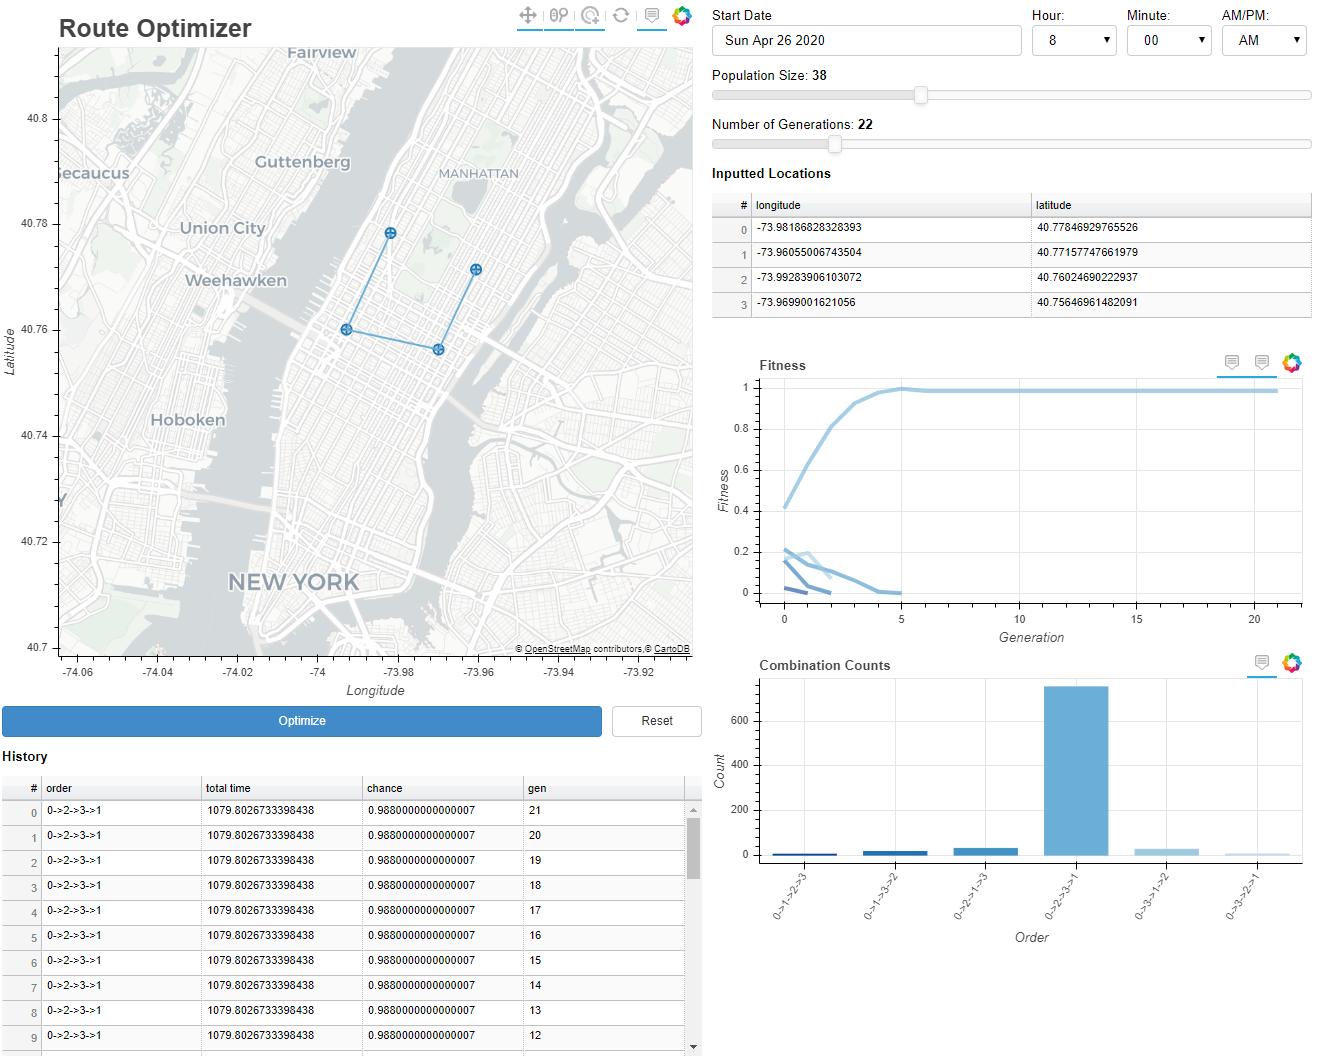 Route Optimizer
Fairview
Guttenberg
MANHATTAN
ecaucus
Union City
Weehawken
Hoboken
Y
NEW YORK
© OpenStreetMap contributors,© CartoDB
40.8
40.78
40.76
40.74
40.72
40.7
Latitude
-74.06 -74.04 -74.02 -74 -73.98 -73.96 -73.94 -73.92
Longitude
Optimize Reset
History
# order total time chance gen
0 0->2->3->1 1079.8026733398438 0.9880000000000007 21
1 0->2->3->1 1079.8026733398438 0.9880000000000007 20
2 0->2->3->1 1079.8026733398438 0.9880000000000007 19
3 0->2->3->1 1079.8026733398438 0.9880000000000007 18
4 0->2->3->1 1079.8026733398438 0.9880000000000007 17
5 0->2->3->1 1079.8026733398438 0.9880000000000007 16
6 0->2->3->1 1079.8026733398438 0.9880000000000007 15
7 0->2->3->1 1079.8026733398438 0.9880000000000007 14
8 0->2->3->1 1079.8026733398438 0.9880000000000007 13
9 0->2->3->1 1079.8026733398438 0.9880000000000007 12
Start Date Hour: Minute: AM/PM:
Sun Apr 26 2020 8 00 AM
Population Size: 38
Number of Generations: 22
Inputted Locations
# longitude latitude
0 -73.98186828328393 40.77846929765526
1 -73.96055006743504 40.77157747661979
2 -73.99283906103072 40.76024690222937
3 -73.9699001621056 40.75646961482091
Fitness
1
0.8
0.6
0.4
0.2
0
Fitness
0 5 10 15 20
Generation
Combination Counts
600
400
200
0
Count
0->1->2->3 0->1->3->2 0->2->1->3 0->2->3->1 0->3->1->2 0->3->2->1
Order